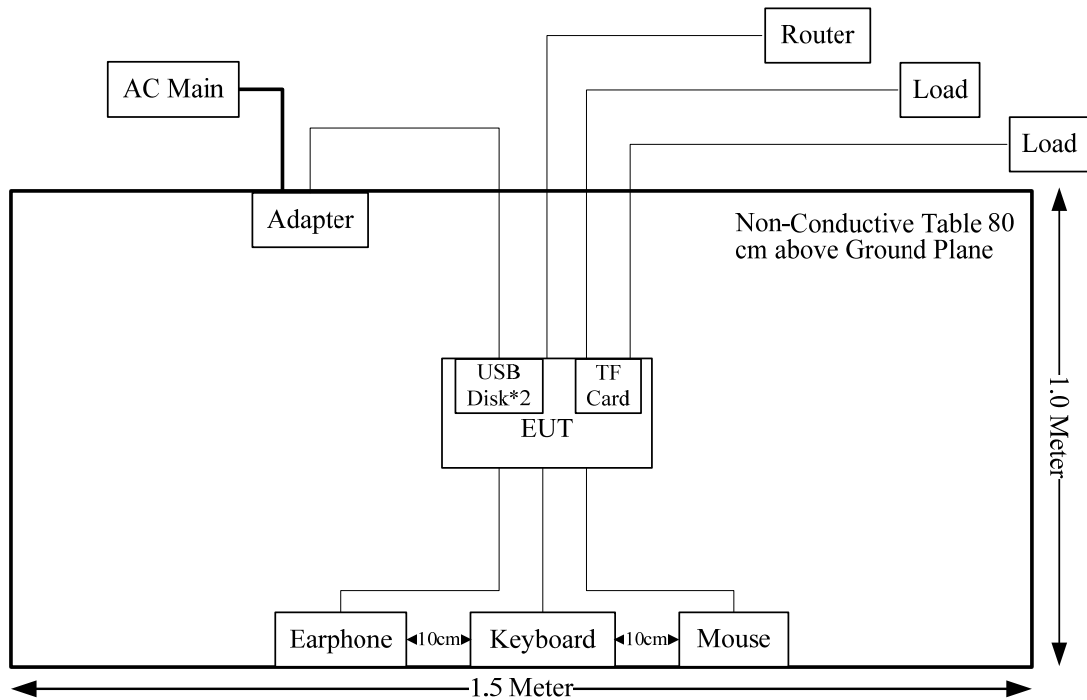 Router
AC Main
Load
Load
Adapter
Non-Conductive Table 80
cm above Ground Plane
USB
Disk*2
TF
Card
EUT
1.0 Meter
Earphone
10cm
Keyboard
10cm
Mouse
1.5 Meter